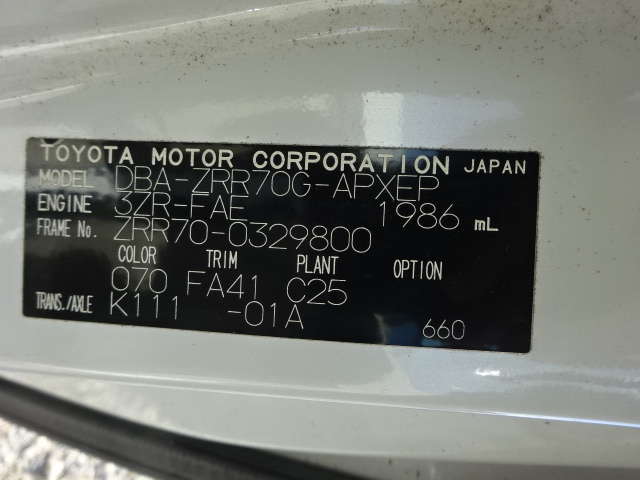 TOYOTA MOTOR CORPORATION JAPAN
MODEL DBA-ZRR70G-APXEP
ENGINE 3ZR-FAE 1986 mL
FRAME No. ZRR70-0329800
COLOR TRIM PLANT OPTION
070 FA41 C25
TRANS./AXLE K111 -01A
660